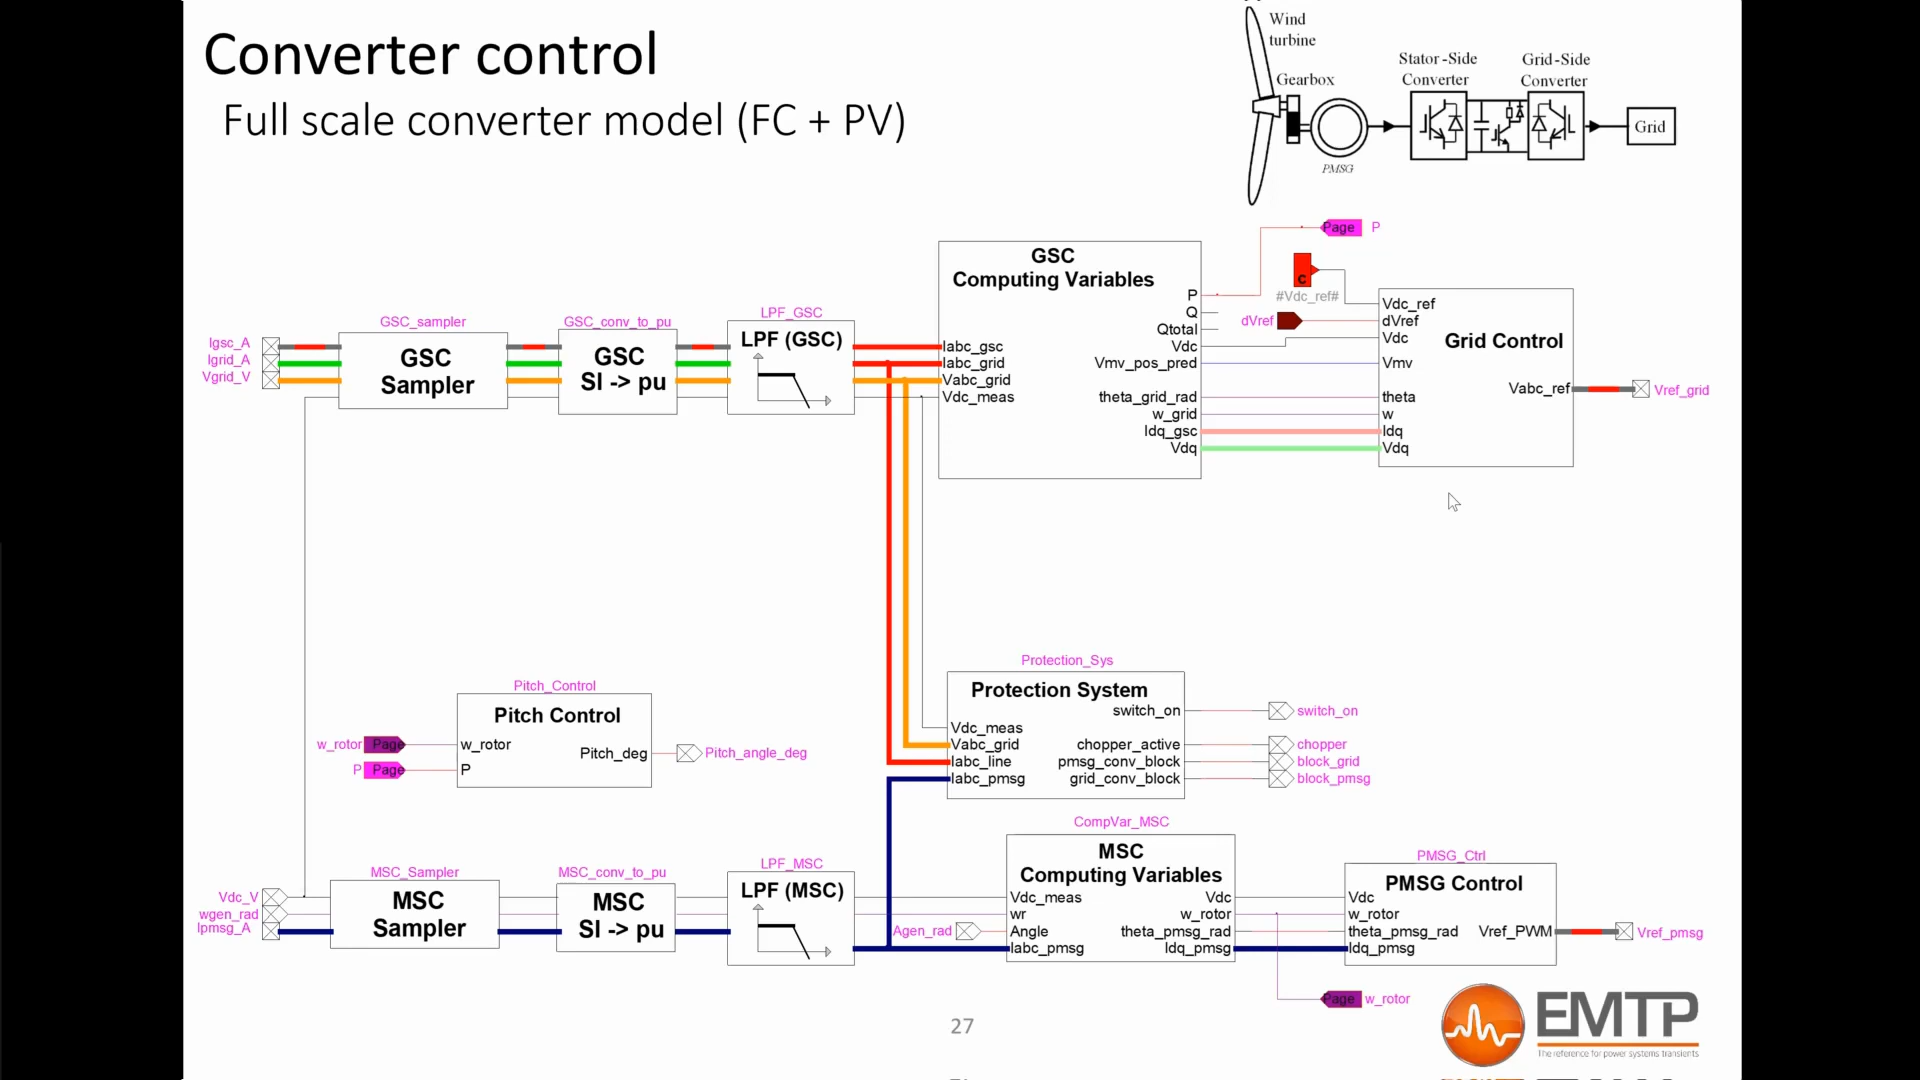 Converter control
Full scale converter model (FC + PV)
Wind
turbine
Gearbox
PMSG
Stator-Side
Converter
Grid-Side
Converter
Grid
Page P
C
#Vdc_ref#
dVref
GSC
Computing Variables
P
Q
Qtotal
Vdc
Vmv_pos_pred
theta_grid_rad
w_grid
Idq_gsc
Vdq
Iabc_gsc
Iabc_grid
Vabc_grid
Vdc_meas
Vdc_ref
dVref
Vdc
Vmv
theta
w
Idq
Vdq
Grid Control
Vabc_ref
Vref_grid
Igsc_A
Igrid_A
Vgrid_V
GSC_sampler
GSC
Sampler
GSC_conv_to_pu
GSC
SI -> pu
LPF_GSC
LPF (GSC)
Pitch_Control
Pitch Control
w_rotor Page w_rotor
P Page P
Pitch_deg
Pitch_angle_deg
Protection_Sys
Protection System
Vdc_meas
Vabc_grid
Iabc_line
Iabc_pmsg
switch_on
chopper_active
pmsg_conv_block
grid_conv_block
switch_on
chopper
block_grid
block_pmsg
Vdc_V
wgen_rad
Ipmsg_A
MSC_Sampler
MSC
Sampler
MSC_conv_to_pu
MSC
SI -> pu
LPF_MSC
LPF (MSC)
Agen_rad
CompVar_MSC
MSC
Computing Variables
Vdc_meas
wr
Angle
Iabc_pmsg
Vdc
w_rotor
theta_pmsg_rad
Idq_pmsg
PMSG_Ctrl
PMSG Control
Vdc
w_rotor
theta_pmsg_rad
Idq_pmsg
Vref_PWM
Vref_pmsg
Page w_rotor
27
EMTP
The reference for power systems transients